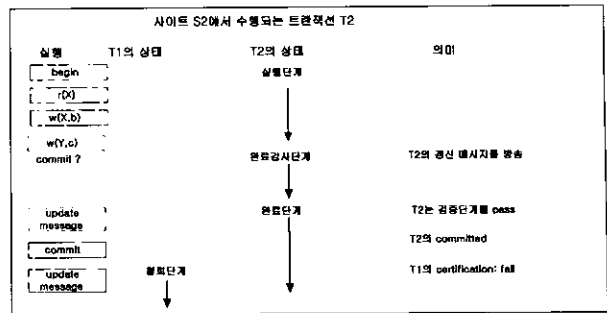 사이트 S2에서 수행되는 트랜잭션 T2
실행 T1의 상태 T2의 상태 의미
begin 실행단계
r(X)
w(X,b)
w(Y,c)
commit ? 완료감사단계 T2의 갱신 메시지를 방송
update message 완료단계 T2는 검증단계를 pass
commit T2의 committed
update message 철회단계 T1의 certification: fail